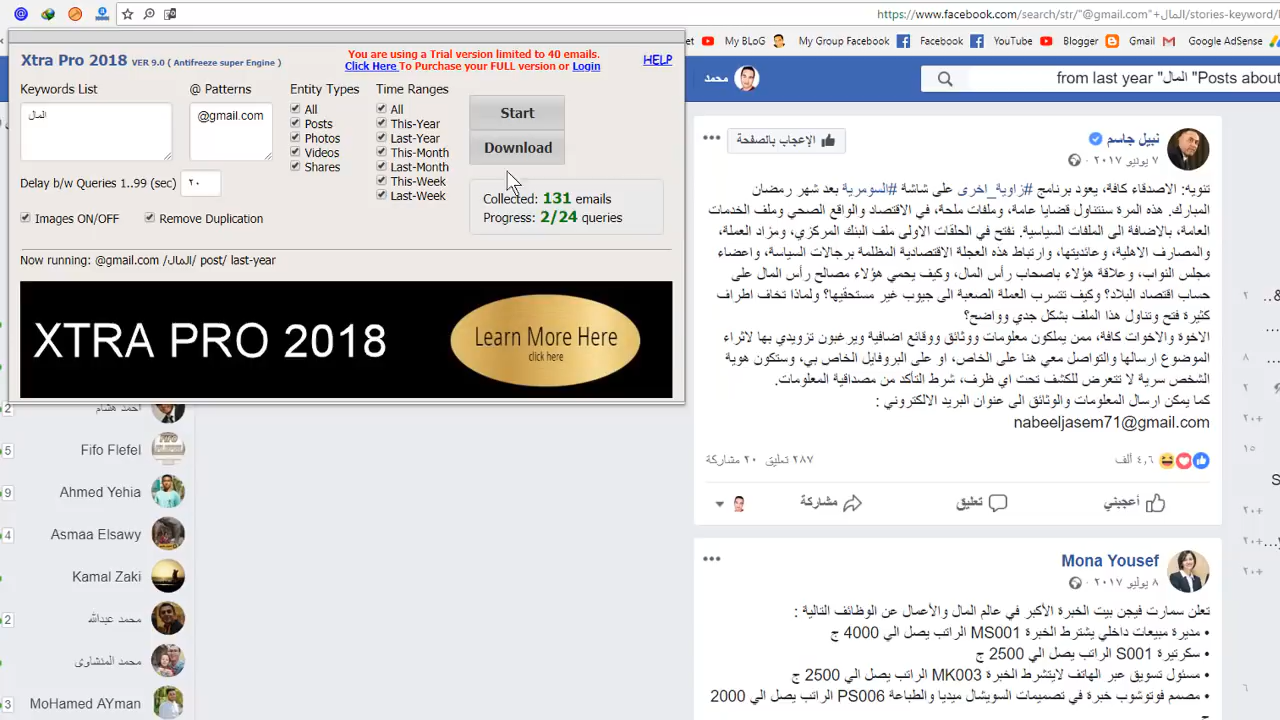 https://www.facebook.com/search/str/"@gmail.com"+المال/stories-keyword/
My BLoG
My Group Facebook
Facebook
YouTube
Blogger
Gmail
Google AdSense
Xtra Pro 2018 VER 9.0 ( Antifreeze super Engine )
You are using a Trial version limited to 40 emails.
Click Here To Purchase your FULL version or Login
HELP
Keywords List
@ Patterns
Entity Types
Time Ranges
المال
@gmail.com
All
Posts
Photos
Videos
Shares
All
This-Year
Last-Year
This-Month
Last-Month
This-Week
Last-Week
Start
Download
Delay b/w Queries 1..99 (sec)
٢٠
Collected: 131 emails
Progress: 2/24 queries
Images ON/OFF
Remove Duplication
Now running: @gmail.com /المال/ post/ last-year
XTRA PRO 2018
Learn More Here
click here
محمد
from last year "المال "Posts about
نبيل جاسم
٧ يونيو ٢٠١٧
الإعجاب بالصفحة
تنويه: الاصدقاء كافة، يعود برنامج #زاوية_اخرى على شاشة #السومرية بعد شهر رمضان
المبارك. هذه المرة سنتناول قضايا عامة، وملفات ملحة، في الاقتصاد والواقع الصحي وملف الخدمات
العامة، بالاضافة الى الملفات السياسية. نفتح في الحلقات الاولى ملف البنك المركزي، ومزاد العملة،
والمصارف الاهلية، وعائديتها، وارتباط هذه العجلة الاقتصادية المظلمة برجالات السياسة، واعضاء
مجلس النواب، وعلاقة هؤلاء باصحاب رأس المال، وكيف يحمي هؤلاء مصالح رأس المال على
حساب اقتصاد البلاد؟ وكيف تتسرب العملة الصعبة الى جيوب غير مستحقيها؟ ولماذا تخاف اطراف
كثيرة فتح وتناول هذا الملف بشكل جدي وواضح؟
الاخوة والاخوات كافة، ممن يملكون معلومات ووثائق ووقائع اضافية ويرغبون تزويدي بها لاثراء
الموضوع ارسالها والتواصل معي هنا على الخاص، او على البروفايل الخاص بي، وستكون هوية
الشخص سرية لا تتعرض للكشف تحت اي ظرف، شرط التأكد من مصداقية المعلومات.
كما يمكن ارسال المعلومات والوثائق الى عنوان البريد الالكتروني :
nabeeljasem71@gmail.com
٤,٦ ألف
٢٨٧ تعليق ٢٠ مشاركة
أعجبني
تعليق
مشاركة
Mona Yousef
٨ يوليو ٢٠١٧
تعلن سمارت فيجن بيت الخبرة الأكبر في عالم المال والأعمال عن الوظائف التالية :
• مديرة مبيعات داخلي يشترط الخبرة MS001 الراتب يصل الي 4000 ج
• سكرتيرة S001 الراتب يصل الي 2500 ج
• مسئول تسويق عبر الهاتف لايشترط الخبرة MK003 الراتب يصل الي 2500 ج
• مصمم فوتوشوب خبرة في تصميمات السويشال ميديا والطباعة PS006 الراتب يصل الي 2000
احمد هشام
Fifo Flefel
Ahmed Yehia
Asmaa Elsawy
Kamal Zaki
محمد عبدالله
محمد المنشارى
MoHamed AYman